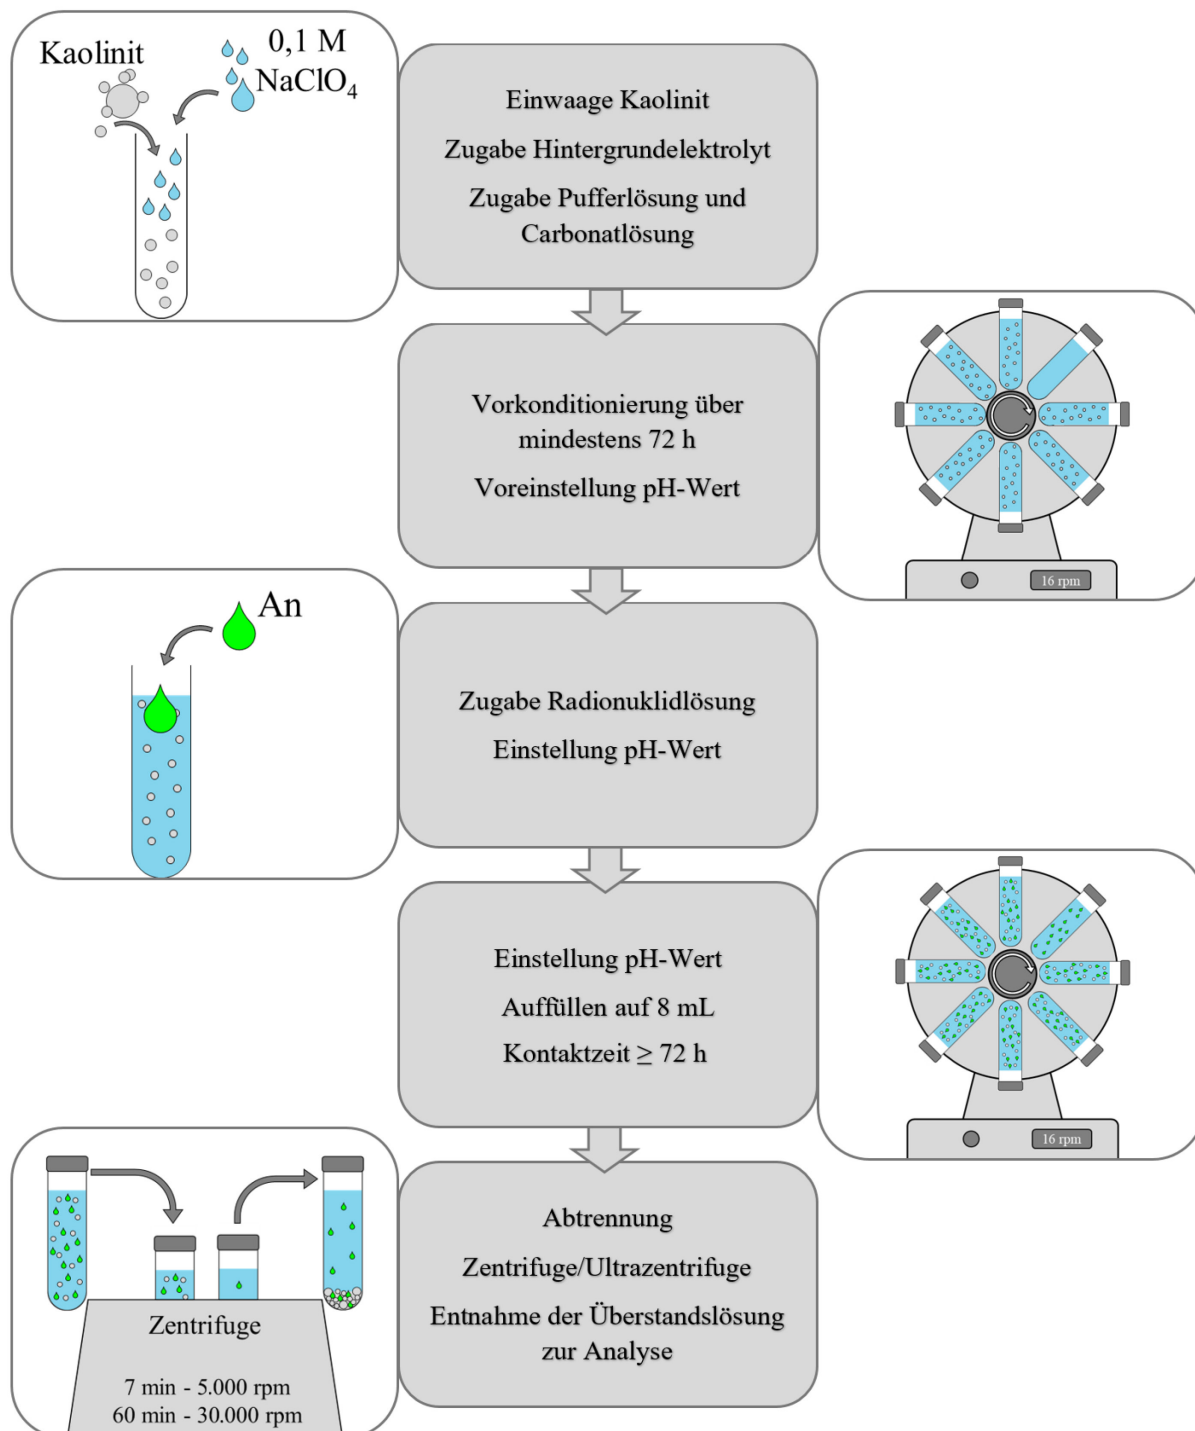 Kaolinit
0,1 M
NaClO₄
Einwaage Kaolinit
Zugabe Hintergrundelektrolyt
Zugabe Pufferlösung und
Carbonatlösung
Vorkonditionierung über
mindestens 72 h
Voreinstellung pH-Wert
16 rpm
An
Zugabe Radionuklidlösung
Einstellung pH-Wert
Einstellung pH-Wert
Auffüllen auf 8 mL
Kontaktzeit ≥ 72 h
16 rpm
Zentrifuge
7 min - 5.000 rpm
60 min - 30.000 rpm
Abtrennung
Zentrifuge/Ultrazentrifuge
Entnahme der Überstandslösung
zur Analyse